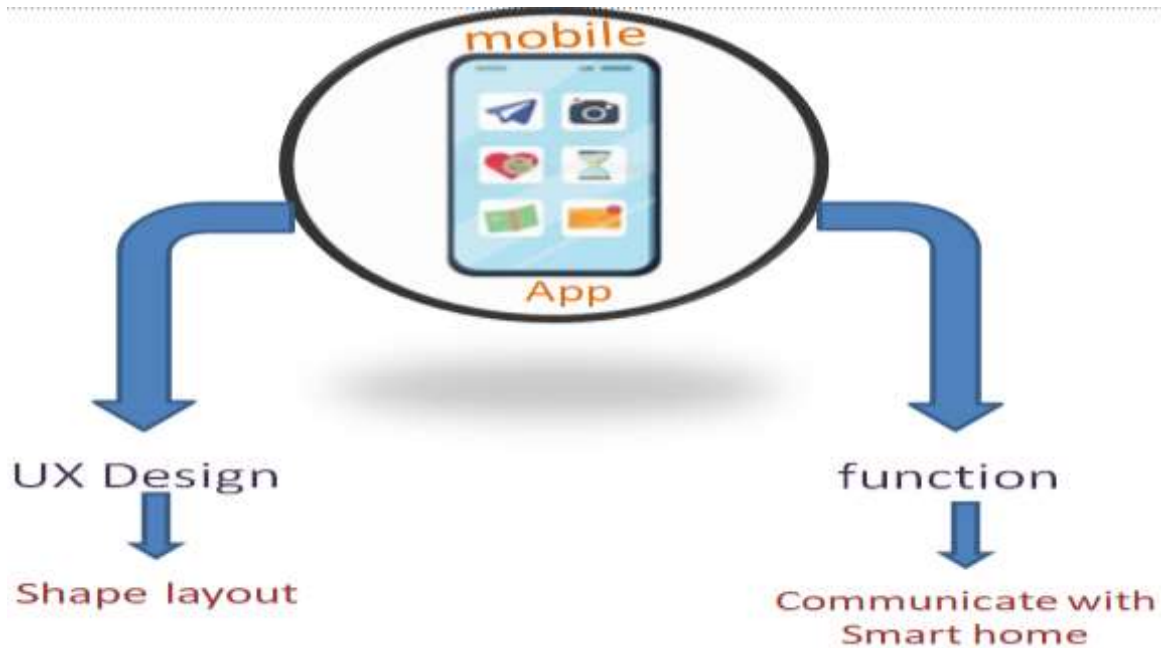 mobile
App
UX Design
function
Shape layout
Communicate with
Smart home